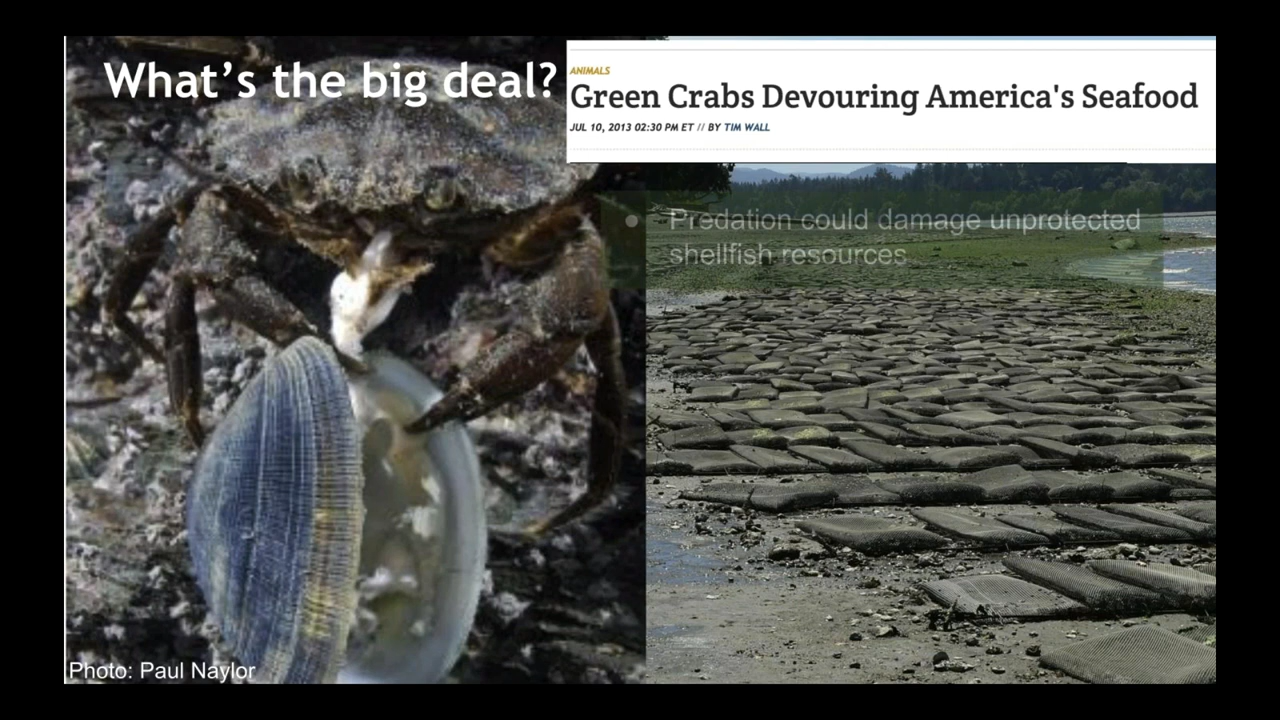 What's the big deal?
ANIMALS
Green Crabs Devouring America's Seafood
JUL 10, 2013 02:30 PM ET // BY TIM WALL
• Predation could damage unprotected
shellfish resources
Photo: Paul Naylor